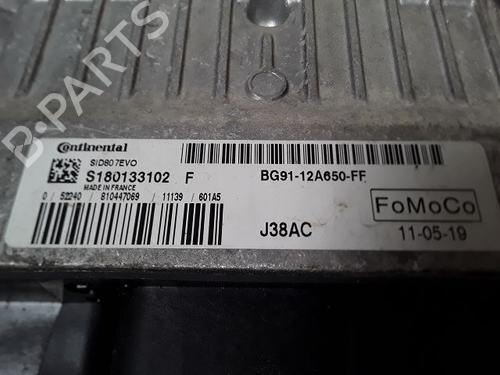 B-PARTS
Continental
SID807EVO
S180133102 F
MADE IN FRANCE
0 / 52240 / 810447069 / 11139 / 601A5
BG91-12A650-FF
FoMoCo
J38AC
11-05-19